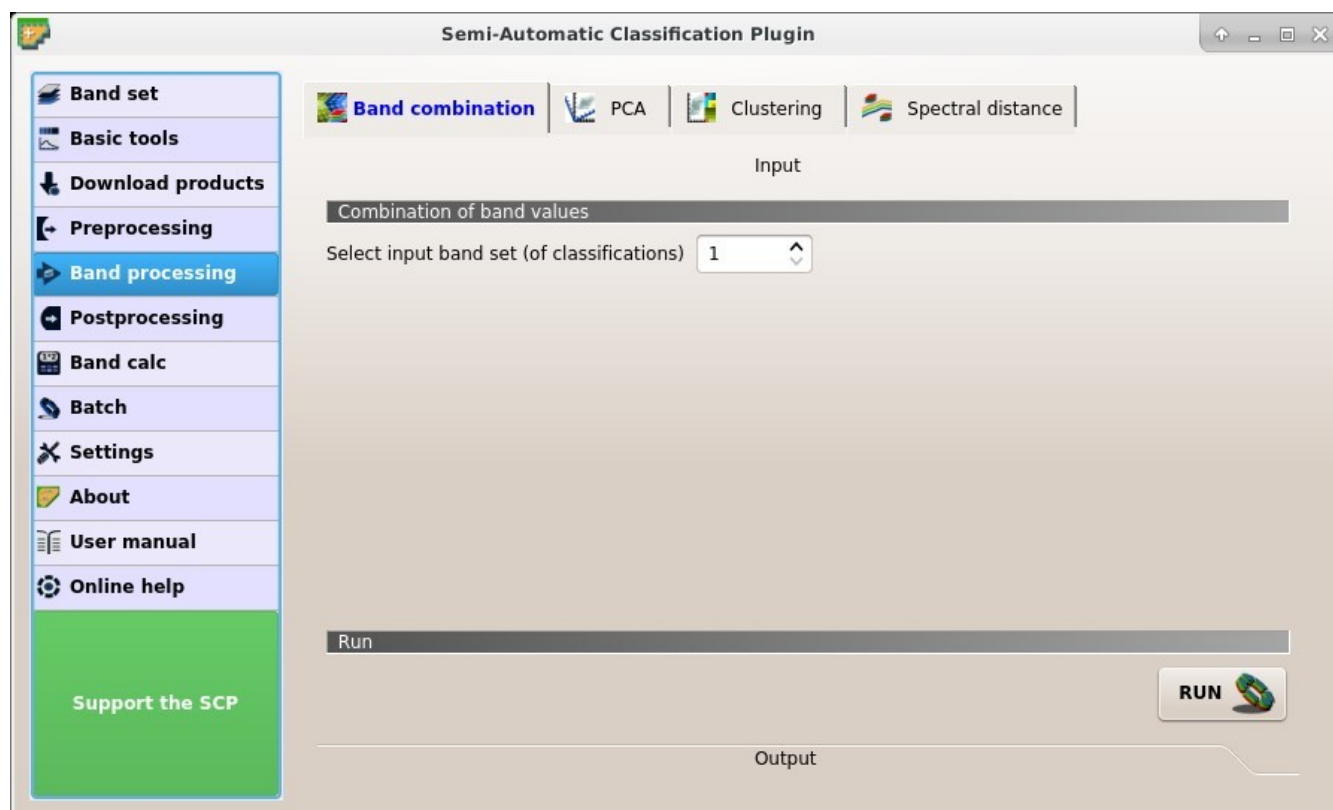 Semi-Automatic Classification Plugin
Band set
Basic tools
Download products
Preprocessing
Band processing
Postprocessing
Band calc
Batch
Settings
About
User manual
Online help
Support the SCP
Band combination PCA Clustering Spectral distance
Input
Combination of band values
Select input band set (of classifications) 1
Run
RUN
Output